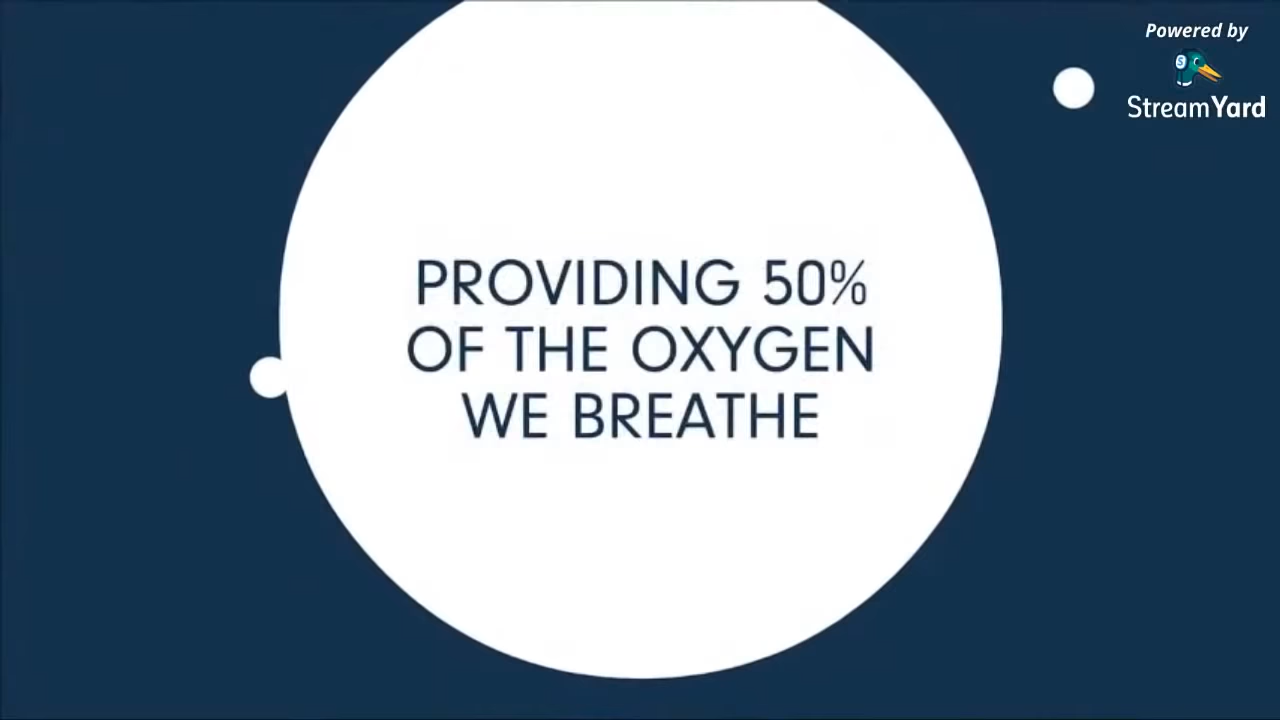 Powered by
StreamYard
PROVIDING 50%
OF THE OXYGEN
WE BREATHE